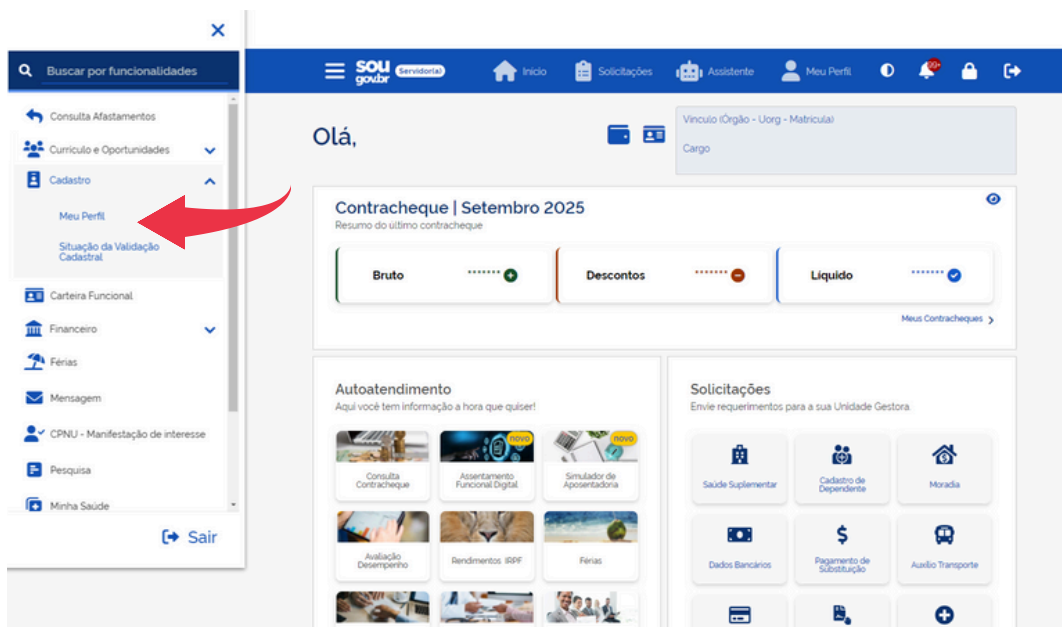 Buscar por funcionalidades
Consulta Afastamentos
Currículo e Oportunidades
Cadastro
Meu Perfil
Situação da Validação
Cadastral
Carteira Funcional
Financeiro
Férias
Mensagem
CPNU - Manifestação de interesse
Pesquisa
Minha Saúde
Sair
sou
gov.br
Servidor(a)
Início
Solicitações
Assistente
Meu Perfil
99+
Olá,
Vínculo (Órgão - Uorg - Matrícula)
Cargo
Contracheque | Setembro 2025
Resumo do último contracheque
Bruto
Descontos
Líquido
Meus Contracheques
Autoatendimento
Aqui você tem informação a hora que quiser!
Consulta
Contracheque
novo
Assentamento
Funcional Digital
novo
Simulador de
Aposentadoria
Avaliação
Desempenho
Rendimentos IRPF
Férias
Solicitações
Envie requerimentos para a sua Unidade Gestora.
Saúde Suplementar
Cadastro de
Dependente
Moradia
Dados Bancários
Pagamento de
Substituição
Auxílio Transporte